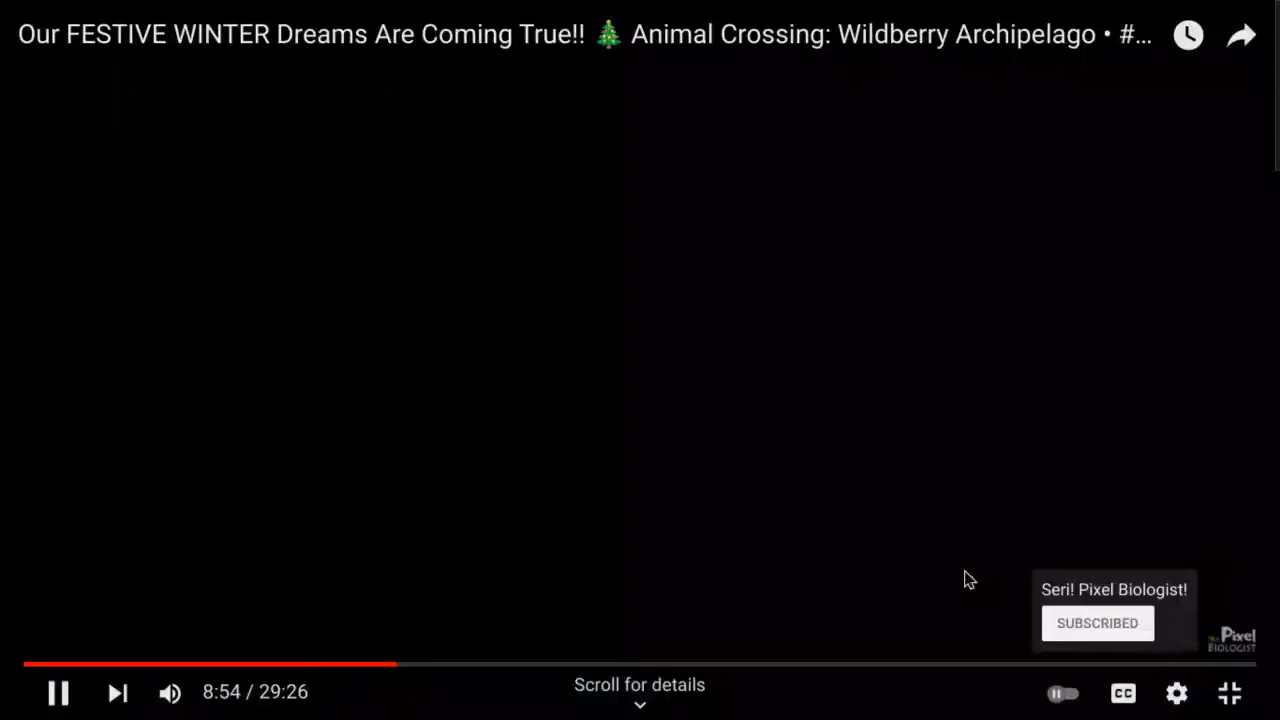 Our FESTIVE WINTER Dreams Are Coming True!! 🎄 Animal Crossing: Wildberry Archipelago • #...
Seri! Pixel Biologist!
SUBSCRIBED
Pixel
BIOLOGIST
8:54 / 29:26
Scroll for details
CC